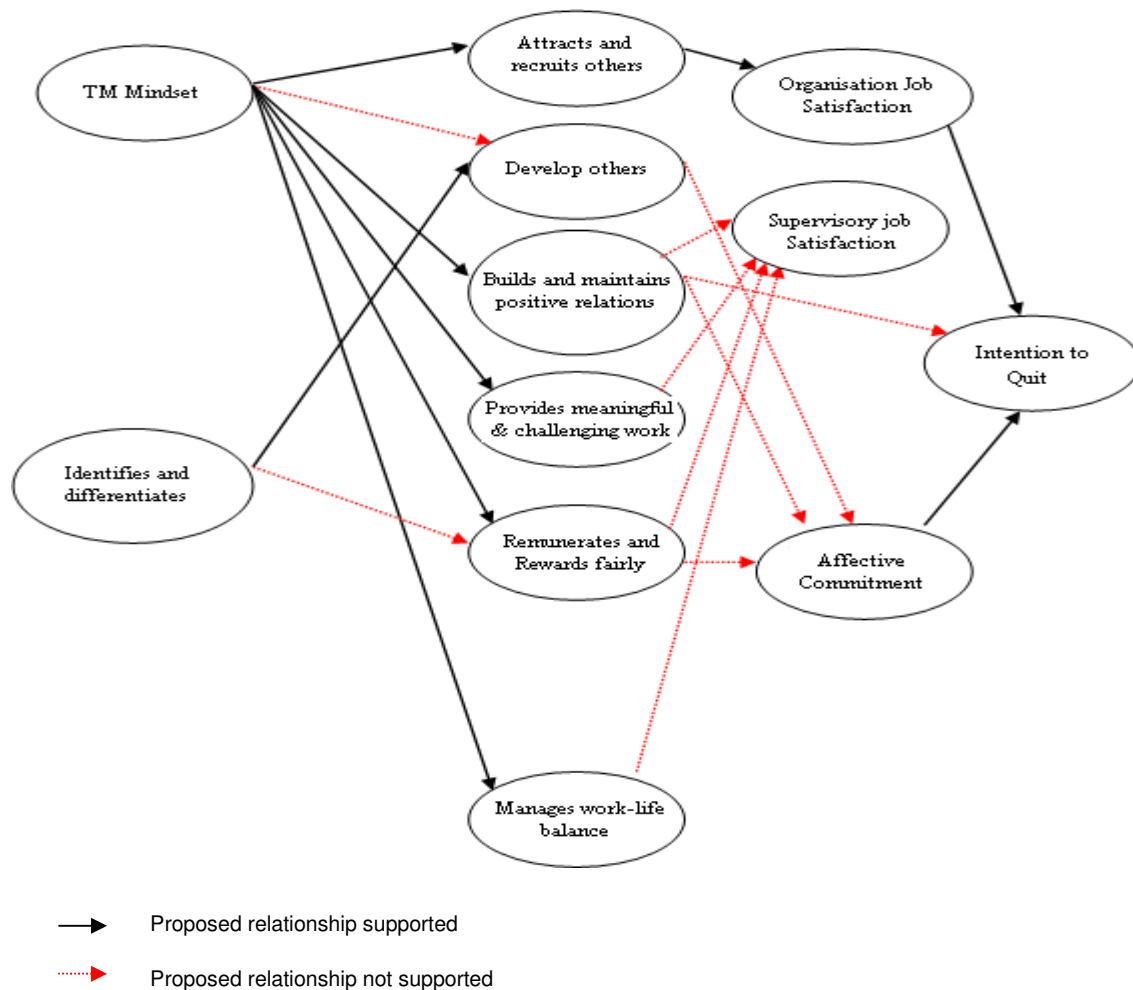 Attracts and
recruits others
TM Mindset
Organisation Job
Satisfaction
Develop others
Supervisory job
Satisfaction
Builds and maintains
positive relations
Intention to
Quit
Provides meaningful
& challenging work
Identifies and
differentiates
Remunerates and
Rewards fairly
Affective
Commitment
Manages work-life
balance
Proposed relationship supported
Proposed relationship not supported